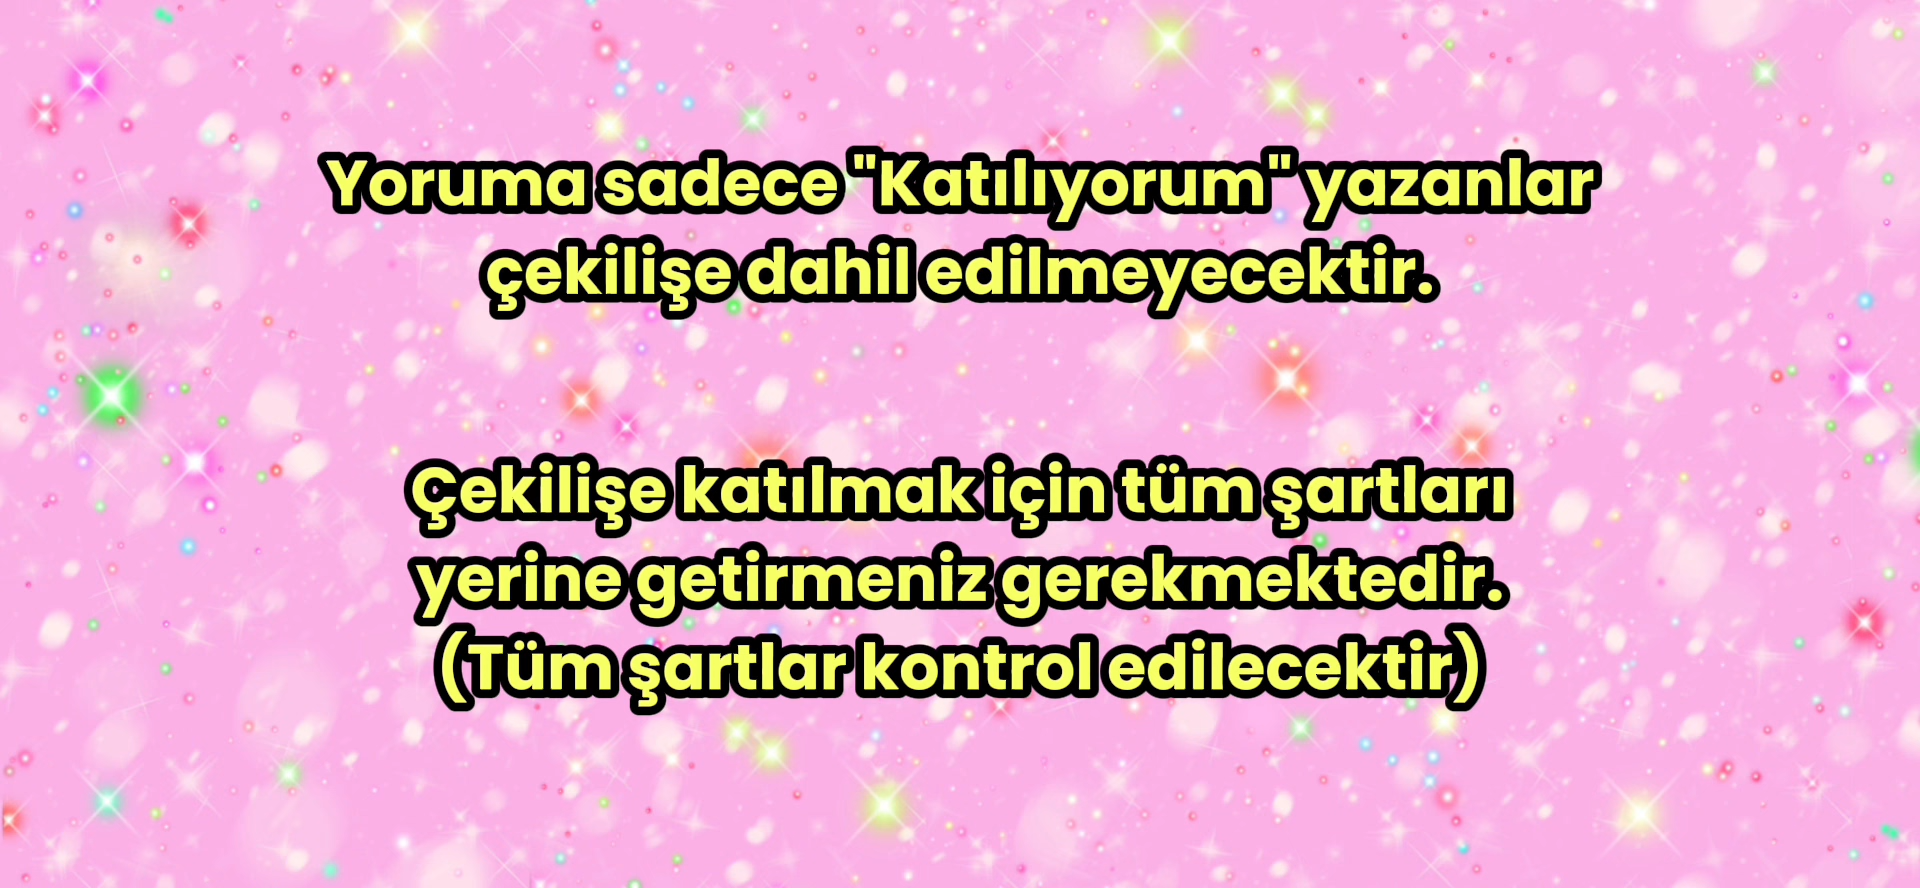 Yoruma sadece "Katılıyorum" yazanlar
çekilişe dahil edilmeyecektir.
Çekilişe katılmak için tüm şartları
yerine getirmeniz gerekmektedir.
(Tüm şartlar kontrol edilecektir)